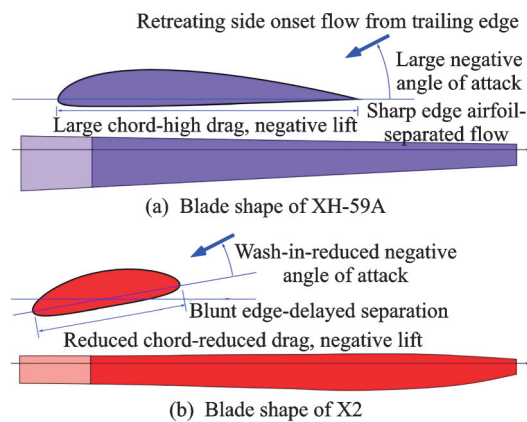 Retreating side onset flow from trailing edge
Large negative
angle of attack
Sharp edge airfoil-
separated flow
Large chord-high drag, negative lift
(a) Blade shape of XH-59A
Wash-in-reduced negative
angle of attack
Blunt edge-delayed separation
Reduced chord-reduced drag, negative lift
(b) Blade shape of X2